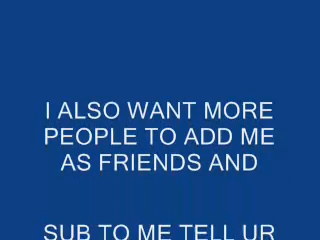 I ALSO WANT MORE
PEOPLE TO ADD ME
AS FRIENDS AND
SUB TO ME TELL UR